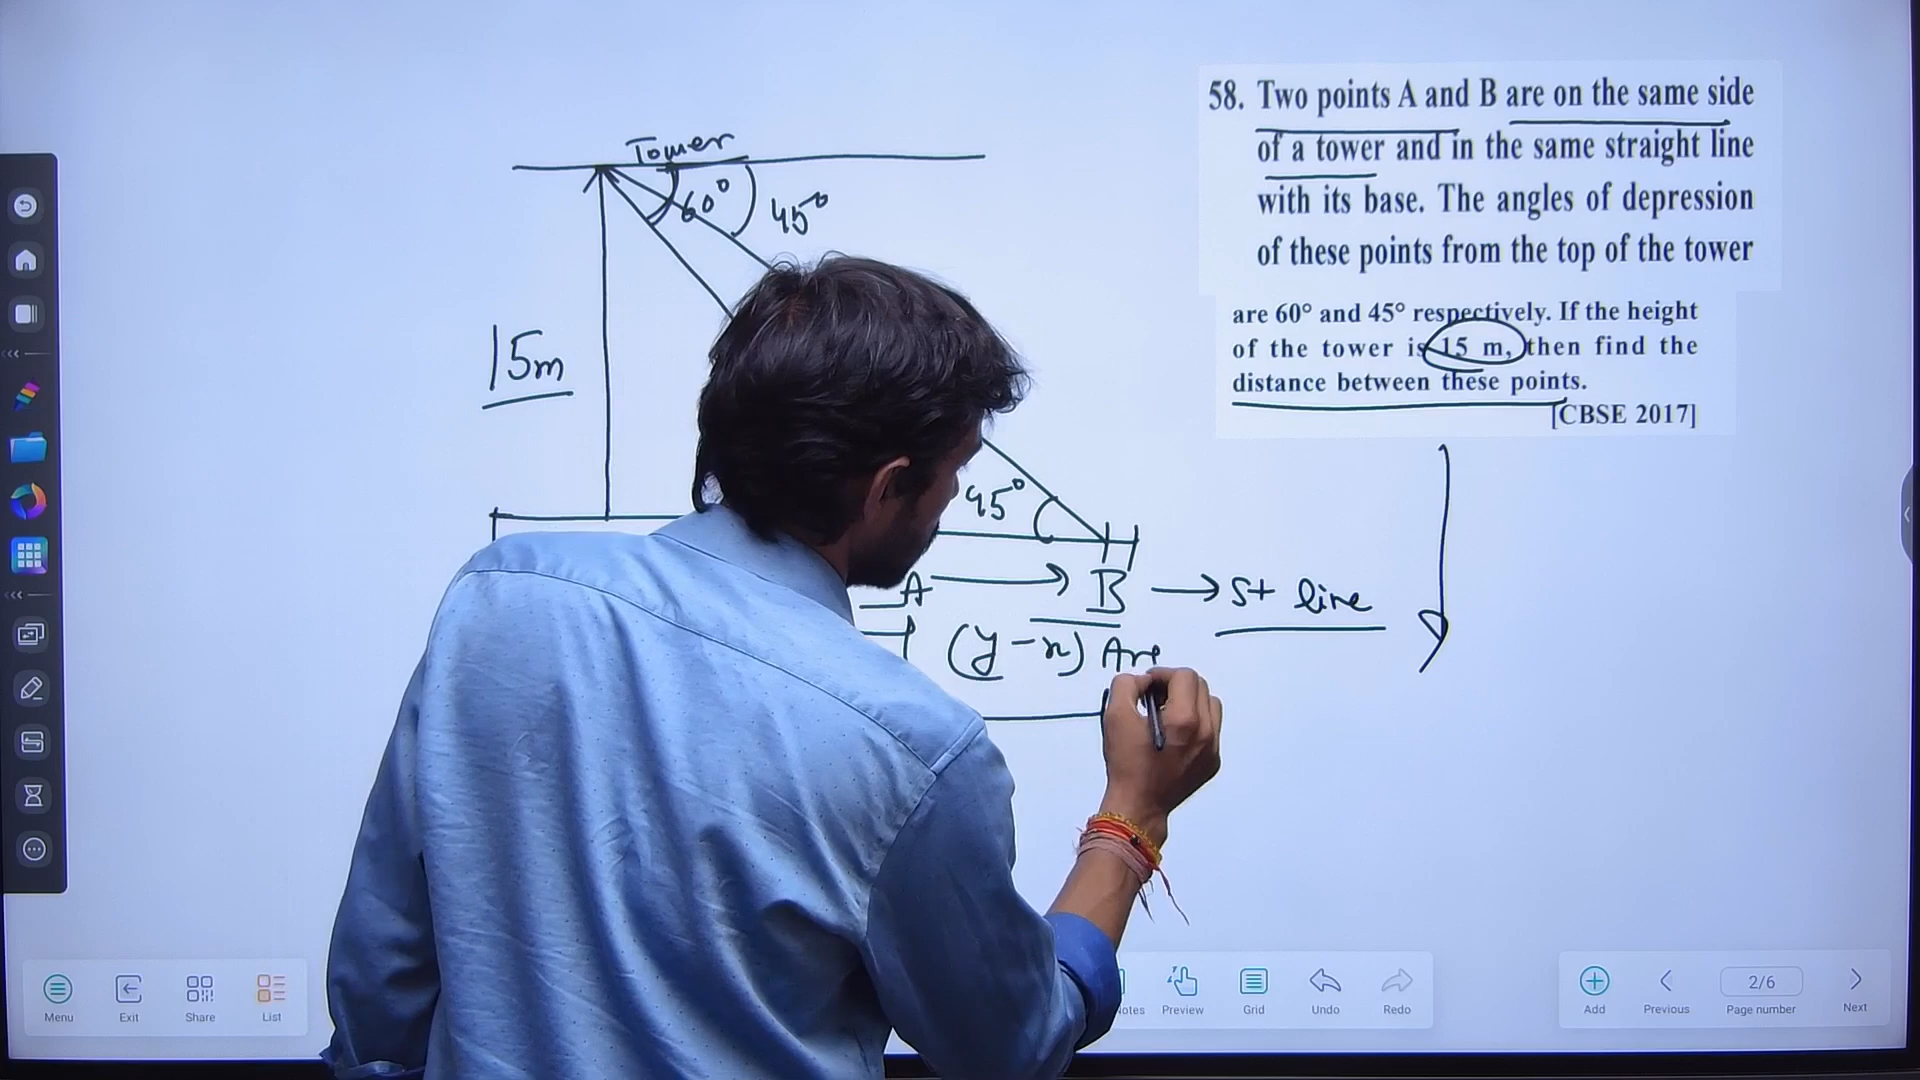 58. Two points A and B are on the same side
of a tower and in the same straight line
with its base. The angles of depression
of these points from the top of the tower
are 60° and 45° respectively. If the height
of the tower is 15 m, then find the
distance between these points.
[CBSE 2017]
Tower
60°
45°
15m
45°
A → B → St line
(y-x) Ans
Menu
Exit
Share
List
Notes
Preview
Grid
Undo
Redo
Add
Previous
2/6
Page number
Next